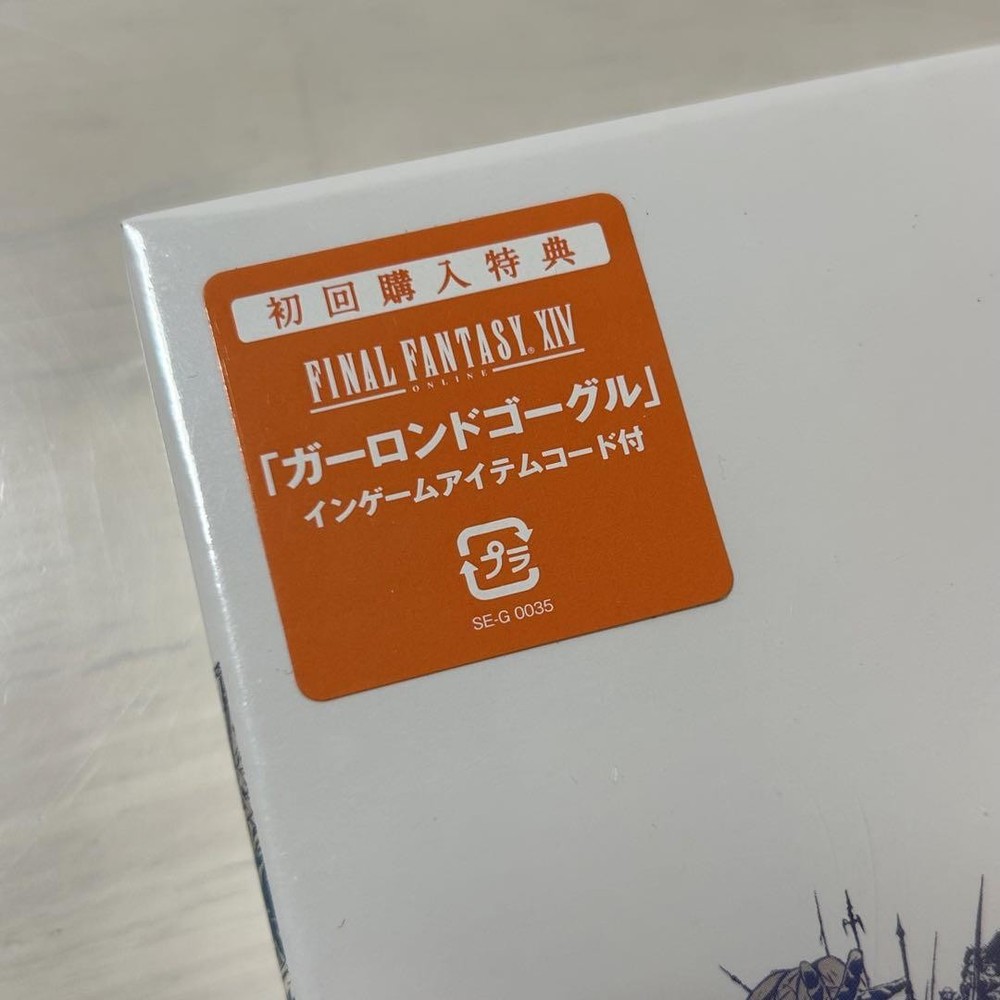 初回購入特典
FINAL FANTASY® XIV
ONLINE
「ガーロンドゴーグル」
インゲームアイテムコード付
プラ
SE-G 0035